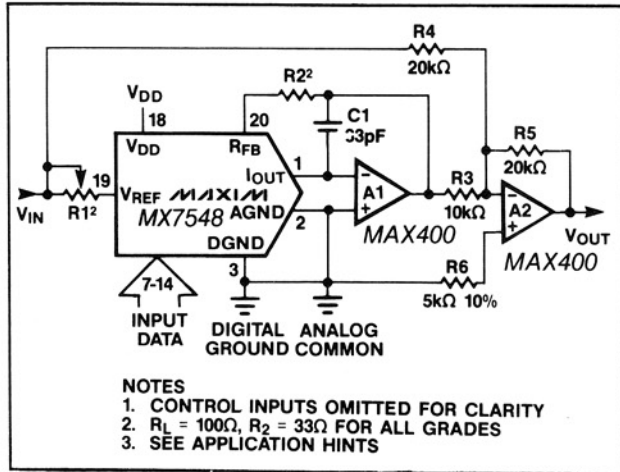 R4
20kΩ
VDD
18
VDD
R2²
20
RFB
C1
33pF
R5
20kΩ
1
IOUT
−
A1
+
R3
10kΩ
−
A2
+
VIN
R1²
19
VREF
MAXIM
AGND
MX7548
2
MAX400
VOUT
MAX400
DGND
3
R6
5kΩ 10%
7-14
INPUT
DATA
DIGITAL
GROUND
ANALOG
COMMON
NOTES
1. CONTROL INPUTS OMITTED FOR CLARITY
2. RL = 100Ω, R2 = 33Ω FOR ALL GRADES
3. SEE APPLICATION HINTS